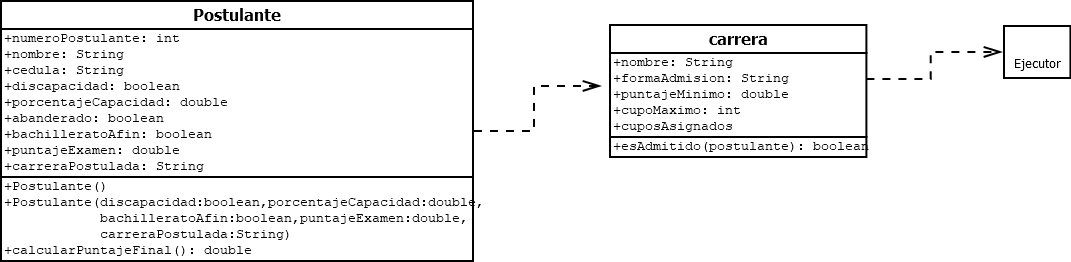 Postulante
+numeroPostulante: int
+nombre: String
+cedula: String
+discapacidad: boolean
+porcentajeCapacidad: double
+abanderado: boolean
+bachilleratoAfin: boolean
+puntajeExamen: double
+carreraPostulada: String
+Postulante()
+Postulante(discapacidad:boolean,porcentajeCapacidad:double,
bachilleratoAfin:boolean,puntajeExamen:double,
carreraPostulada:String)
+calcularPuntajeFinal(): double
carrera
+nombre: String
+formaAdmision: String
+puntajeMinimo: double
+cupoMaximo: int
+cuposAsignados
+esAdmitido(postulante): boolean
Ejecutor